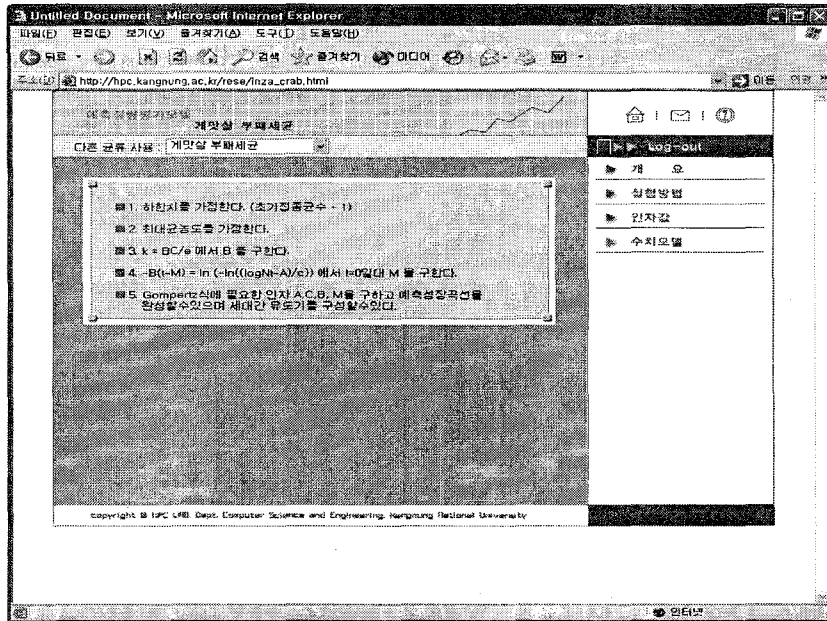 Untitled Document - Microsoft Internet Explorer
파일(F) 편집(E) 보기(V) 즐겨찾기(A) 도구(T) 도움말(H)
뒤로 검색 즐겨찾기 미디어
주소(D) http://hpc.kangnung.ac.kr/rese/inza_crab.html 이동 연결 »
게맛살 부패세균
다른 균류 사용 : 게맛살 부패세균
Log-out
개 요
실험방법
인자값
수치모델
1. 하한치를 가정한다. (초기접종균수 - 1)
2. 최대균농도를 가정한다.
3. k = BC/e 에서 B 를 구한다.
4. -B(t-M) = ln (-ln((logNt-A)/c)) 에서 t=0일대 M 를 구한다.
5. Gompertz식에 필요한 인자 A,C,B, M을 구하고 예측성장곡선을
완성할수있으며 세대간 유도기를 구성할수있다.
copyright @ HPC LAB. Dept. Computer Science and Engineering, Kangnung National University
인터넷